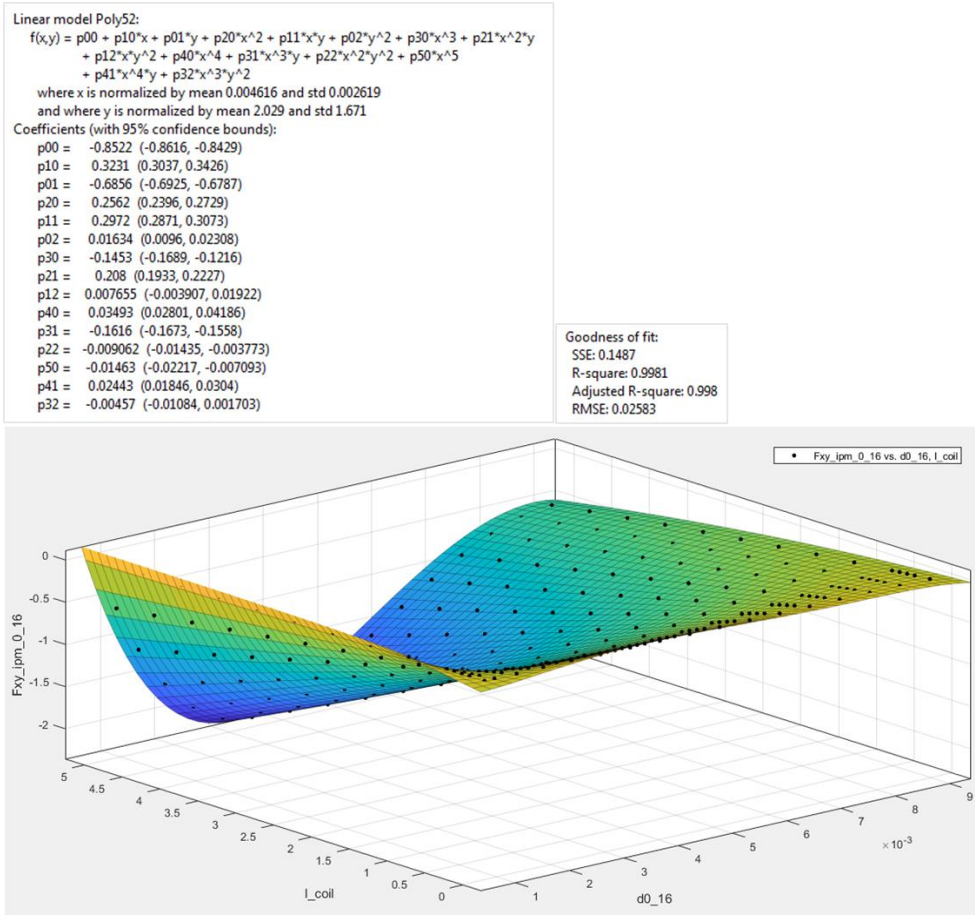 Linear model Poly52:
f(x,y) = p00 + p10*x + p01*y + p20*x^2 + p11*x*y + p02*y^2 + p30*x^3 + p21*x^2*y
+ p12*x*y^2 + p40*x^4 + p31*x^3*y + p22*x^2*y^2 + p50*x^5
+ p41*x^4*y + p32*x^3*y^2
where x is normalized by mean 0.004616 and std 0.002619
and where y is normalized by mean 2.029 and std 1.671
Coefficients (with 95% confidence bounds):
p00 = -0.8522 (-0.8616, -0.8429)
p10 = 0.3231 (0.3037, 0.3426)
p01 = -0.6856 (-0.6925, -0.6787)
p20 = 0.2562 (0.2396, 0.2729)
p11 = 0.2972 (0.2871, 0.3073)
p02 = 0.01634 (0.0096, 0.02308)
p30 = -0.1453 (-0.1689, -0.1216)
p21 = 0.208 (0.1933, 0.2227)
p12 = 0.007655 (-0.003907, 0.01922)
p40 = 0.03493 (0.02801, 0.04186)
p31 = -0.1616 (-0.1673, -0.1558)
p22 = -0.009062 (-0.01435, -0.003773)
p50 = -0.01463 (-0.02217, -0.007093)
p41 = 0.02443 (0.01846, 0.0304)
p32 = -0.00457 (-0.01084, 0.001703)
Goodness of fit:
SSE: 0.1487
R-square: 0.9981
Adjusted R-square: 0.998
RMSE: 0.02583
Fxy_ipm_0_16 vs. d0_16, I_coil
Fxy_ipm_0_16
0
-0.5
-1
-1.5
-2
5
4.5
4
3.5
3
2.5
2
1.5
1
0.5
0
I_coil
1
2
3
4
5
6
7
8
9
×10^-3
d0_16